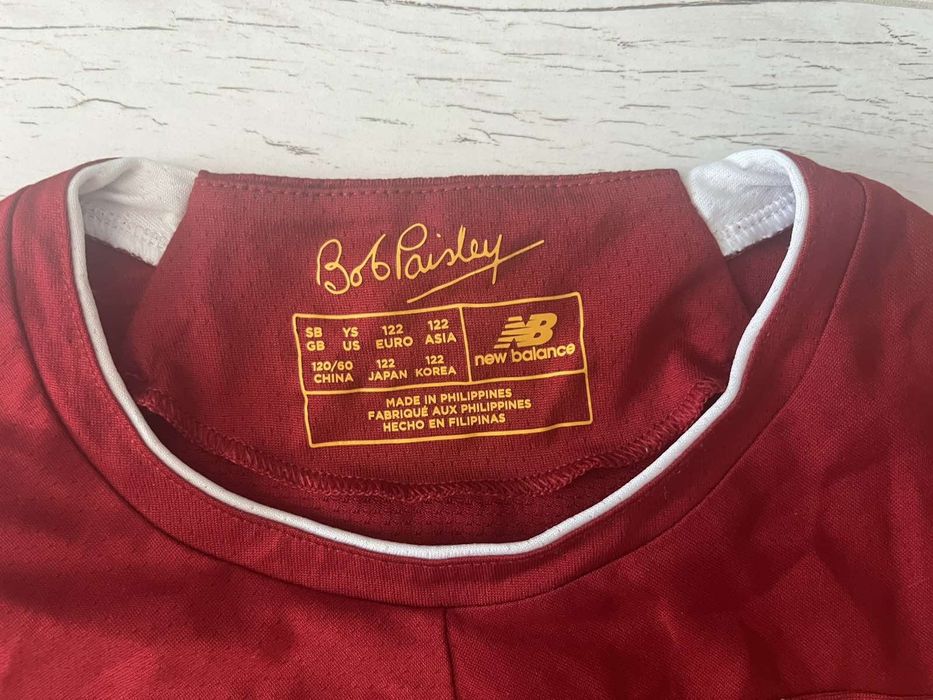 Bob Paisley
SB GB YS US 122 EURO 122 ASIA
120/60 CHINA 122 JAPAN 122 KOREA
NB
new balance
MADE IN PHILIPPINES
FABRIQUÉ AUX PHILIPPINES
HECHO EN FILIPINAS